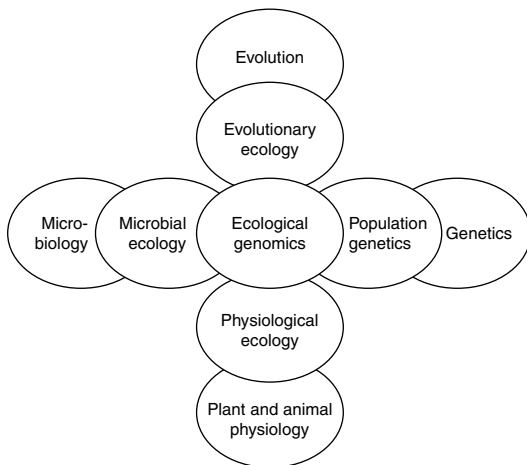 Evolution
Evolutionary
ecology
Micro-
biology
Microbial
ecology
Ecological
genomics
Population
genetics
Genetics
Physiological
ecology
Plant and animal
physiology